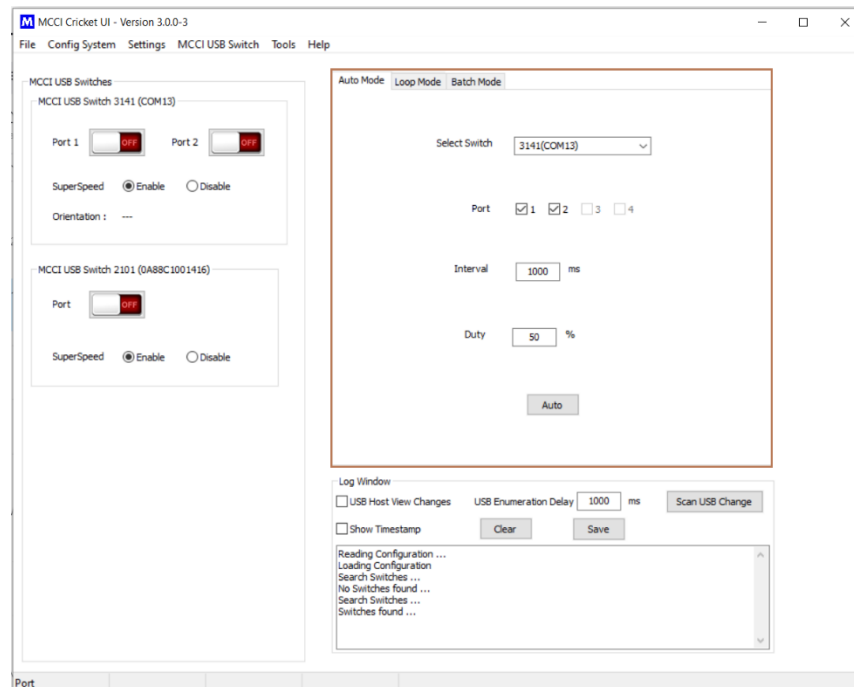 M MCCI Cricket UI - Version 3.0.0-3
File Config System Settings MCCI USB Switch Tools Help
MCCI USB Switches
MCCI USB Switch 3141 (COM13)
Port 1 OFF Port 2 OFF
SuperSpeed Enable Disable
Orientation : ---
MCCI USB Switch 2101 (0A88C1001416)
Port OFF
SuperSpeed Enable Disable
Auto Mode Loop Mode Batch Mode
Select Switch 3141(COM13)
Port 1 2 3 4
Interval 1000 ms
Duty 50 %
Auto
Log Window
USB Host View Changes USB Enumeration Delay 1000 ms Scan USB Change
Show Timestamp Clear Save
Reading Configuration ...
Loading Configuration
Search Switches ...
No Switches found ...
Search Switches ...
Switches found ...
Port